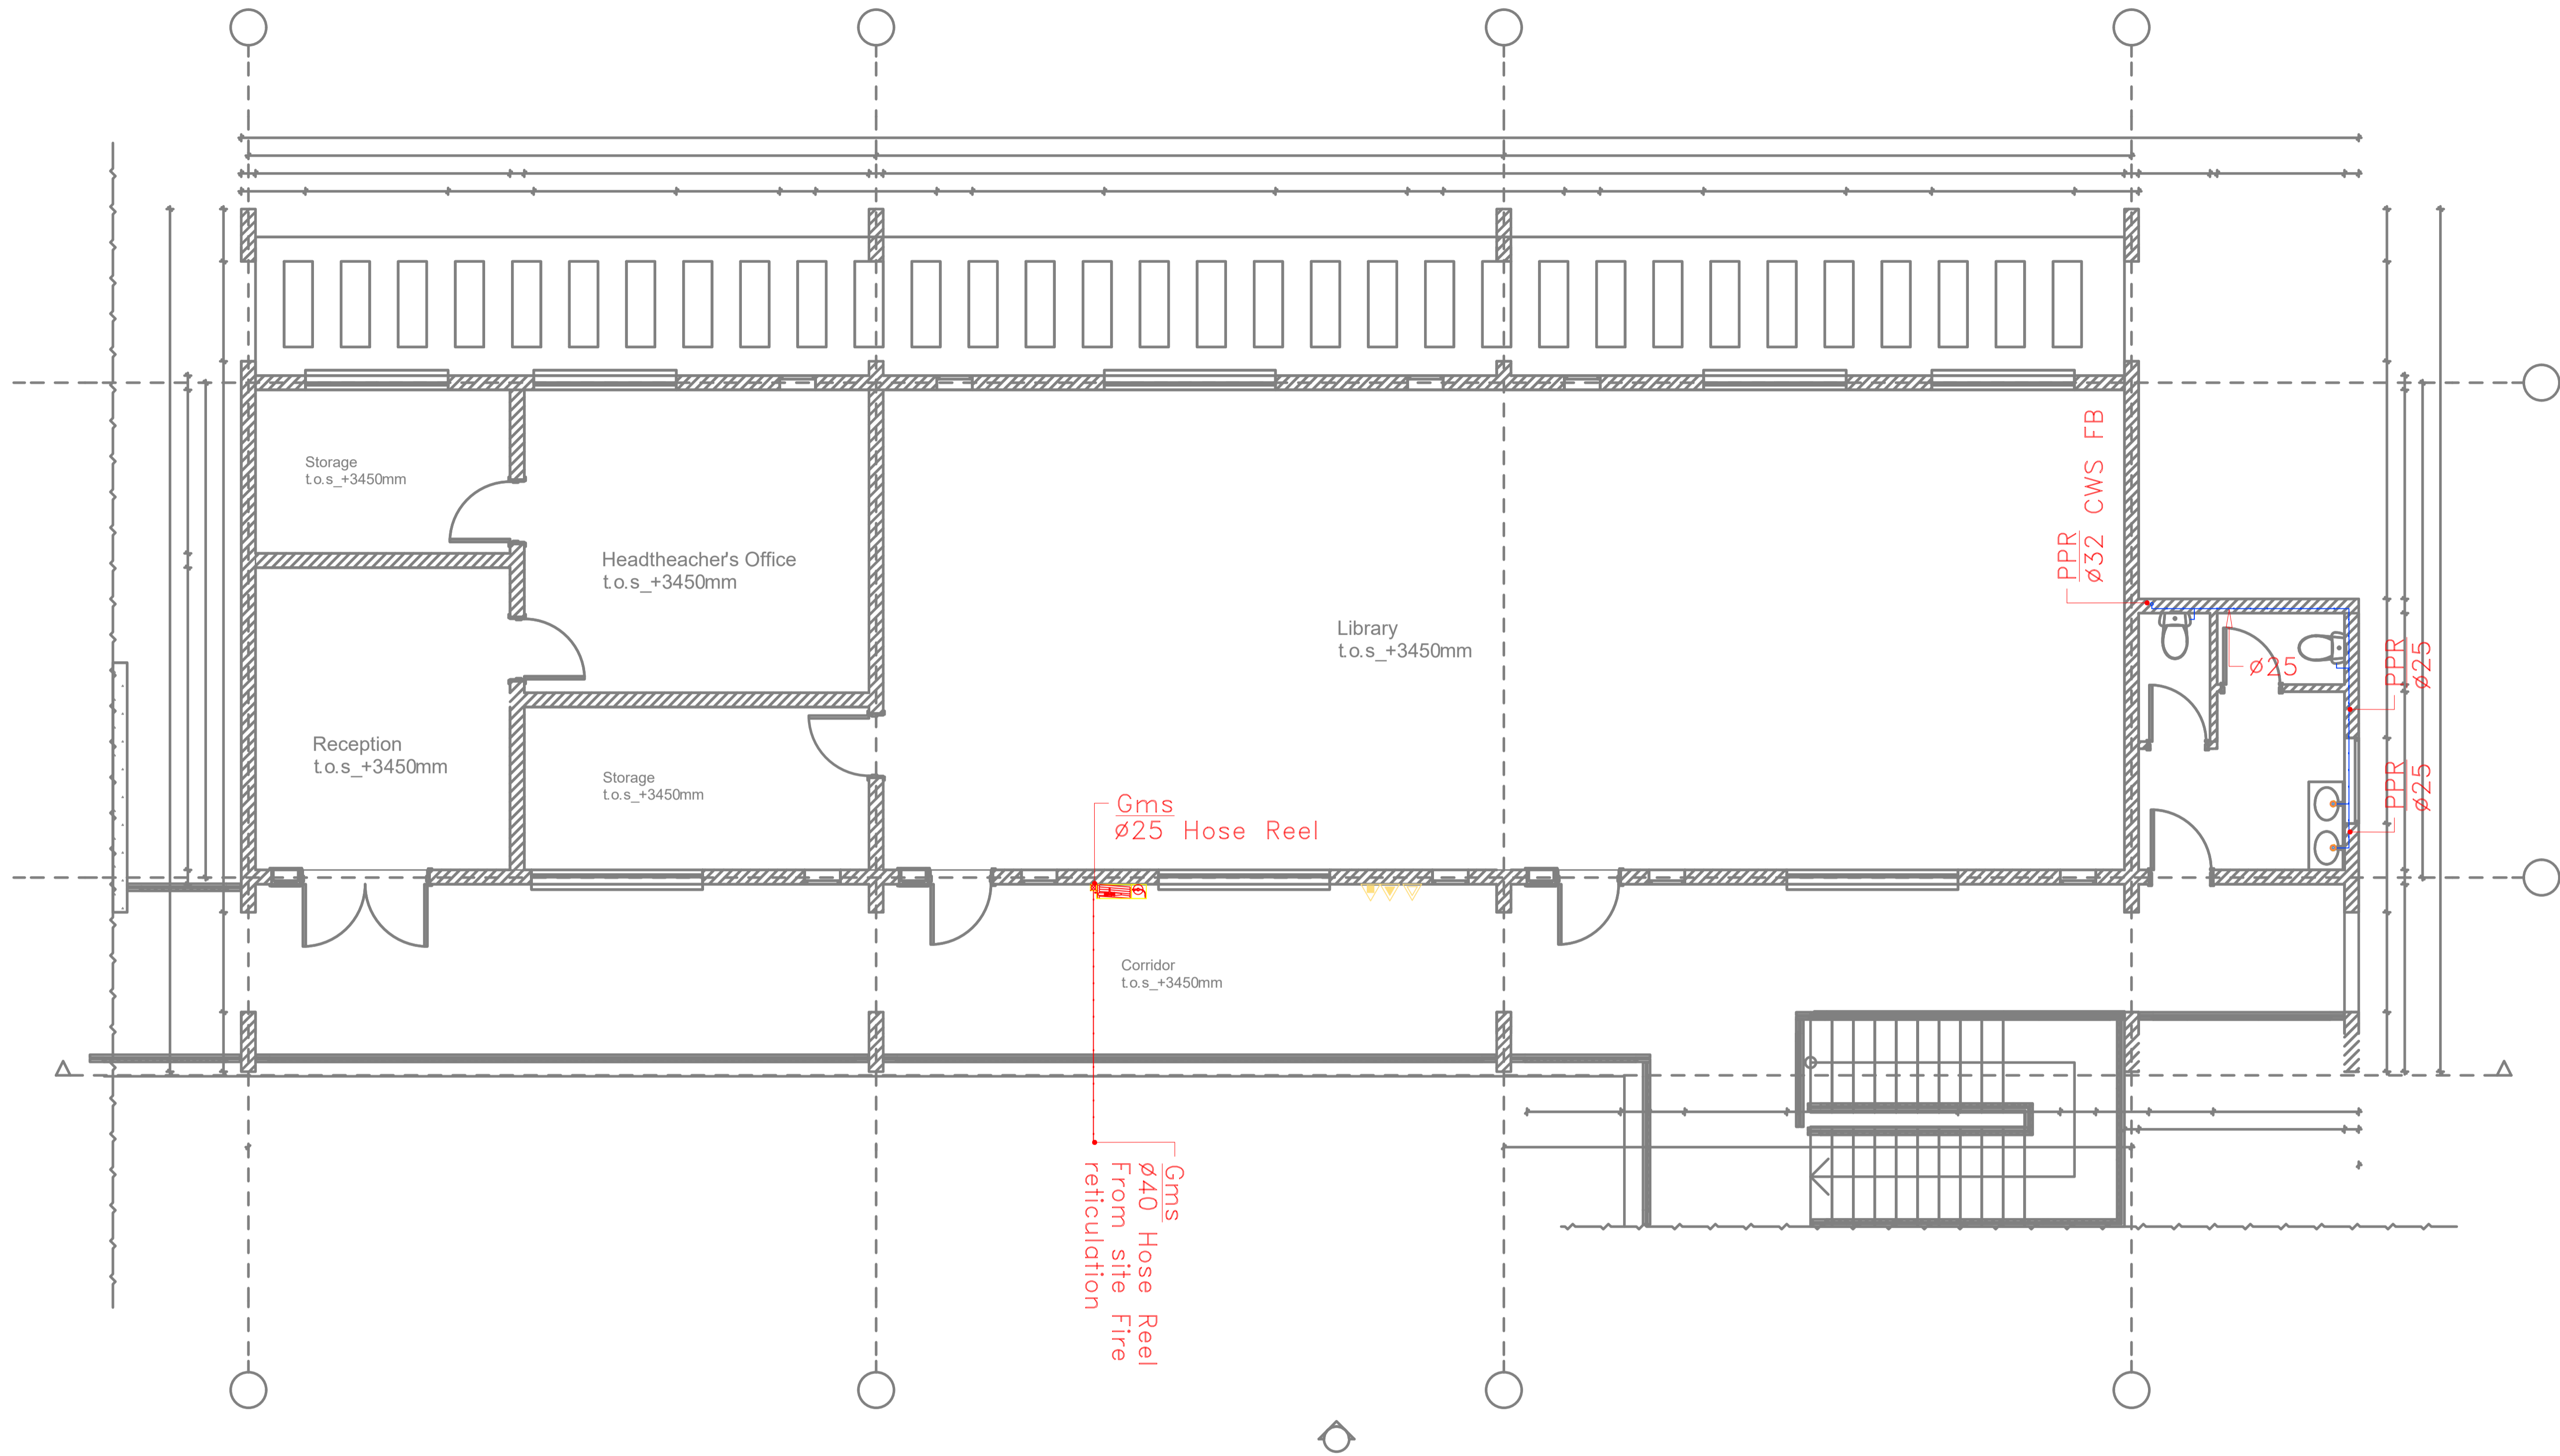 PPR
ø32 CWS FB
Storage
t.o.s_+3450mm
Headtheacher's Office
t.o.s_+3450mm
Library
t.o.s_+3450mm
ø25
PPR
ø25
Reception
t.o.s_+3450mm
Storage
t.o.s_+3450mm
PPR
ø25
Gms
ø25 Hose Reel
Corridor
t.o.s_+3450mm
Gms
ø40 Hose Reel
From site Fire
reticulation